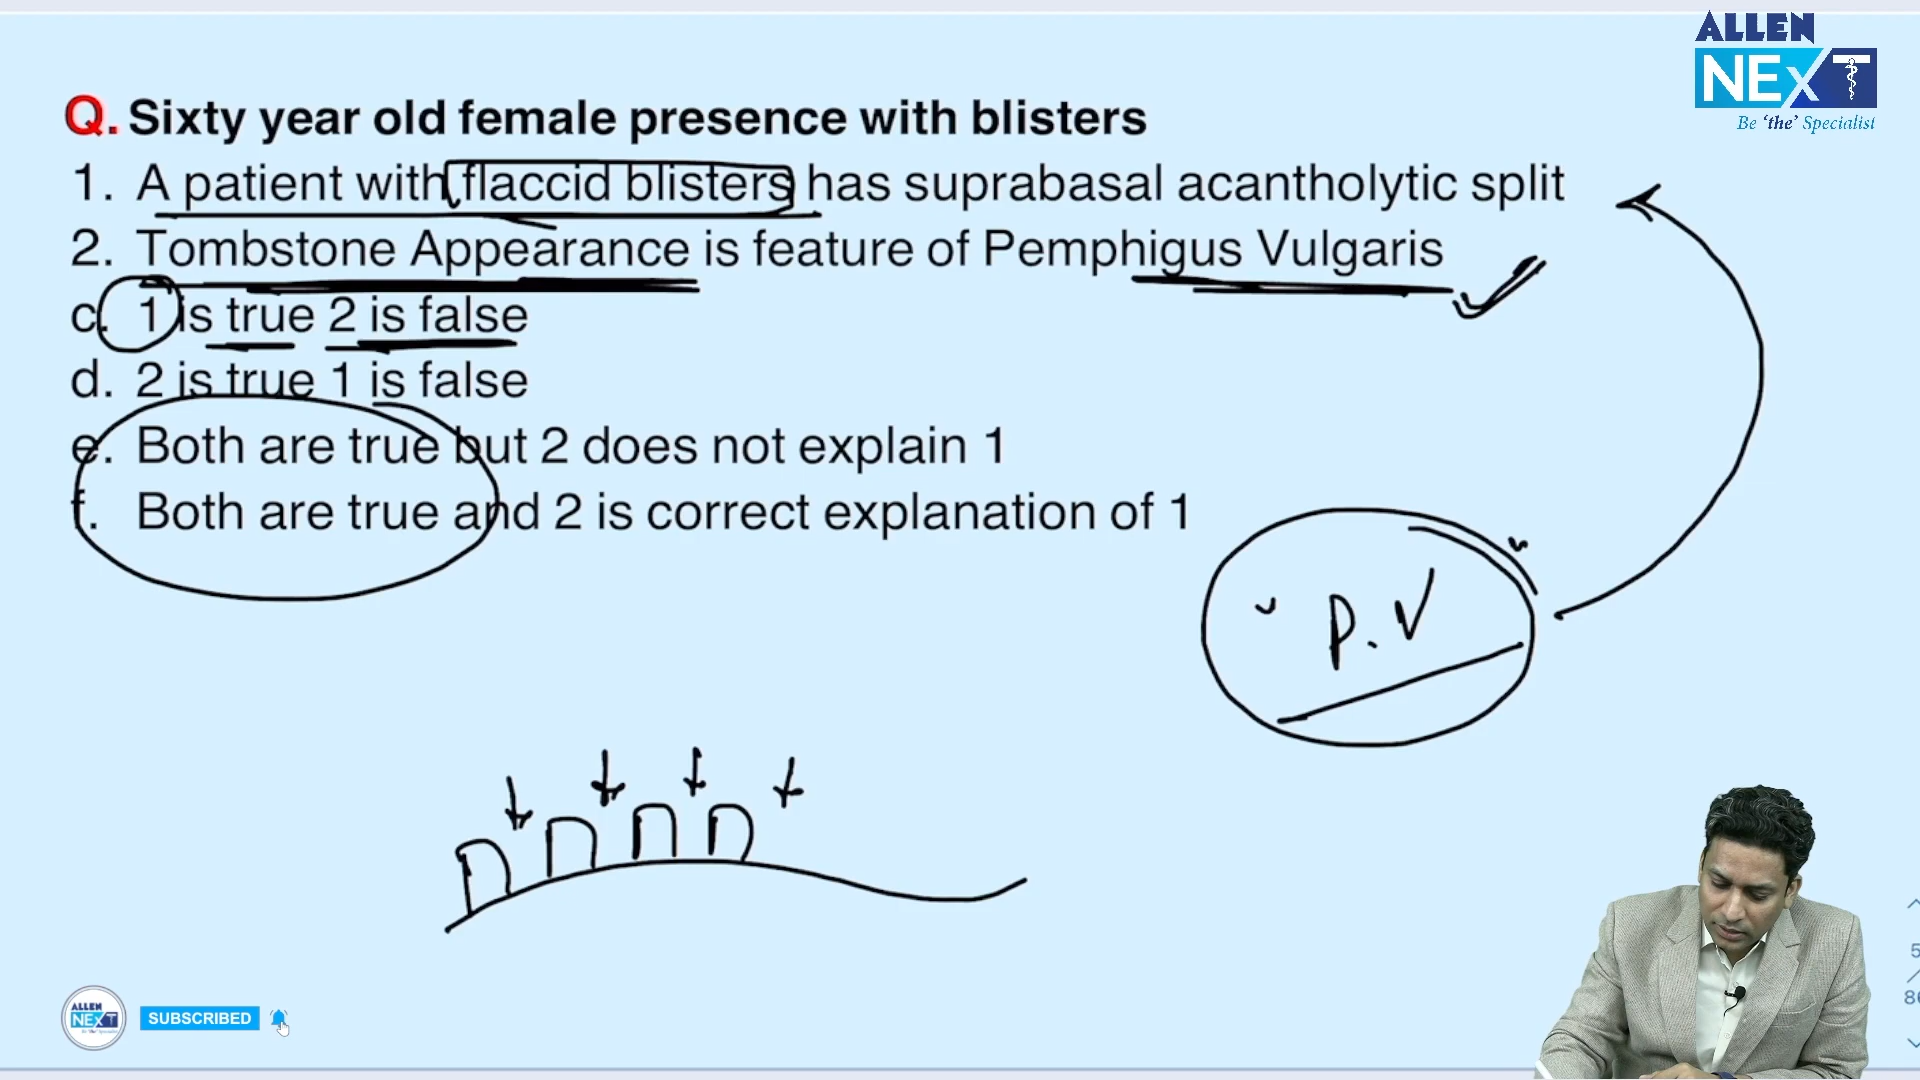 ALLEN
NExT
Be 'the' Specialist
Q. Sixty year old female presence with blisters
1. A patient with flaccid blisters has suprabasal acantholytic split
2. Tombstone Appearance is feature of Pemphigus Vulgaris
c. 1 is true 2 is false
d. 2 is true 1 is false
e. Both are true but 2 does not explain 1
f. Both are true and 2 is correct explanation of 1
P.V
ALLEN
NExT
SUBSCRIBED
5